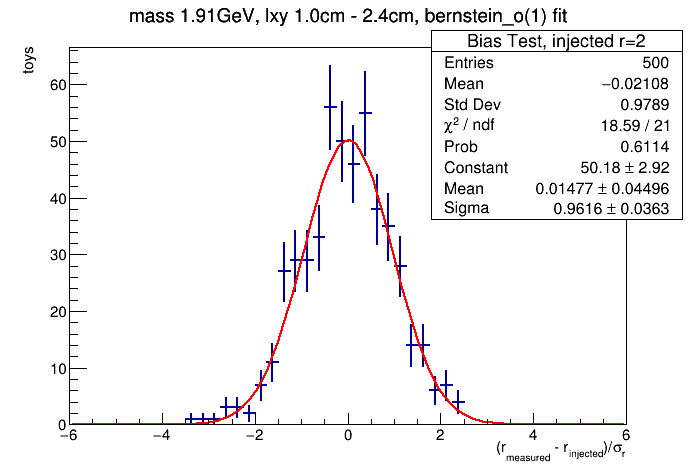 mass 1.91GeV, lxy 1.0cm - 2.4cm, bernstein_o(1) fit
toys
Bias Test, injected r=2
Entries 500
Mean −0.02108
Std Dev 0.9789
χ² / ndf 18.59 / 21
Prob 0.6114
Constant 50.18 ± 2.92
Mean 0.01477 ± 0.04496
Sigma 0.9616 ± 0.0363
60
50
40
30
20
10
0
−6 −4 −2 0 2 4 6
(r_measured - r_injected)/σ_r